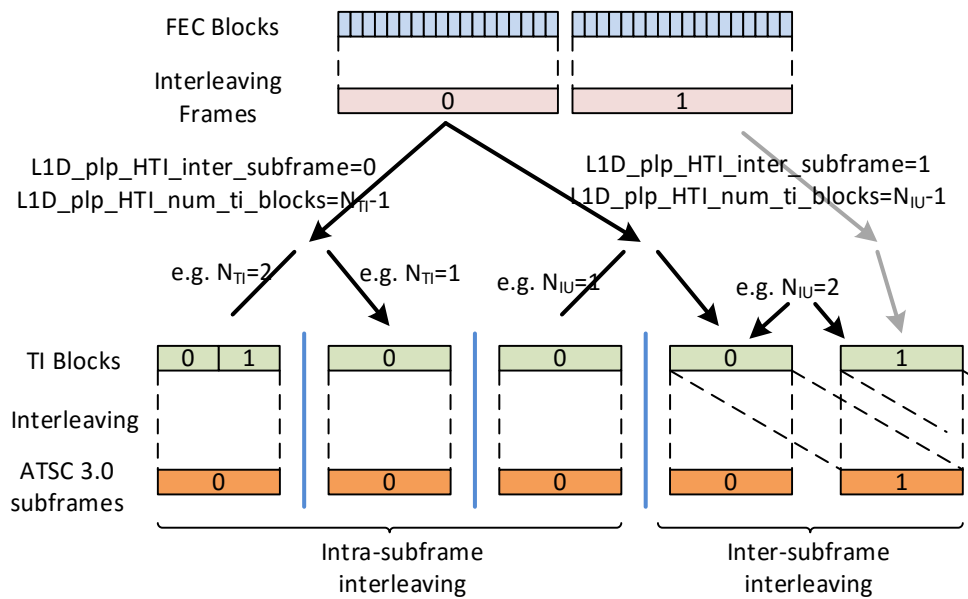 FEC Blocks
Interleaving
Frames
0
1
L1D_plp_HTI_inter_subframe=0
L1D_plp_HTI_num_ti_blocks=NTI-1
L1D_plp_HTI_inter_subframe=1
L1D_plp_HTI_num_ti_blocks=NIU-1
e.g. NTI=2
e.g. NTI=1
e.g. NIU=1
e.g. NIU=2
TI Blocks
0 1
0
0
0
1
Interleaving
ATSC 3.0
subframes
0
0
0
0
1
Intra-subframe
interleaving
Inter-subframe
interleaving